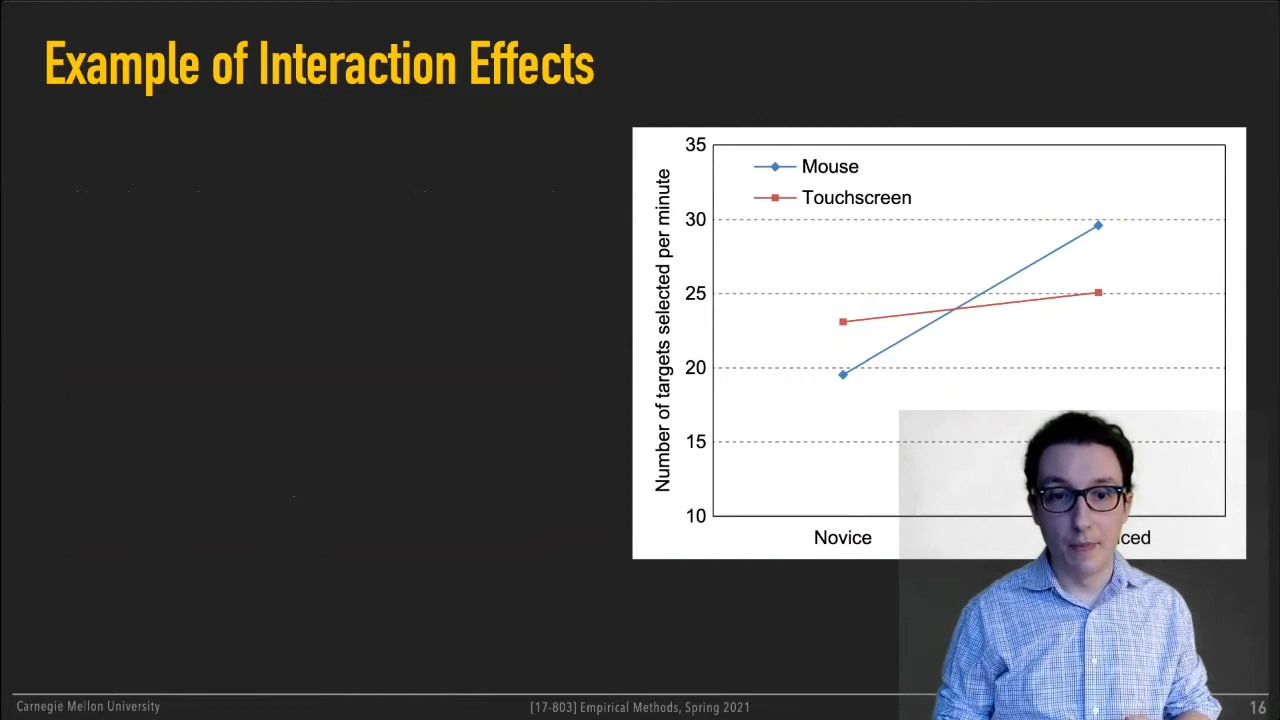 Example of Interaction Effects
35
30
25
20
15
10
Number of targets selected per minute
Mouse
Touchscreen
Novice
Carnegie Mellon University
[17-803] Empirical Methods, Spring 2021
16